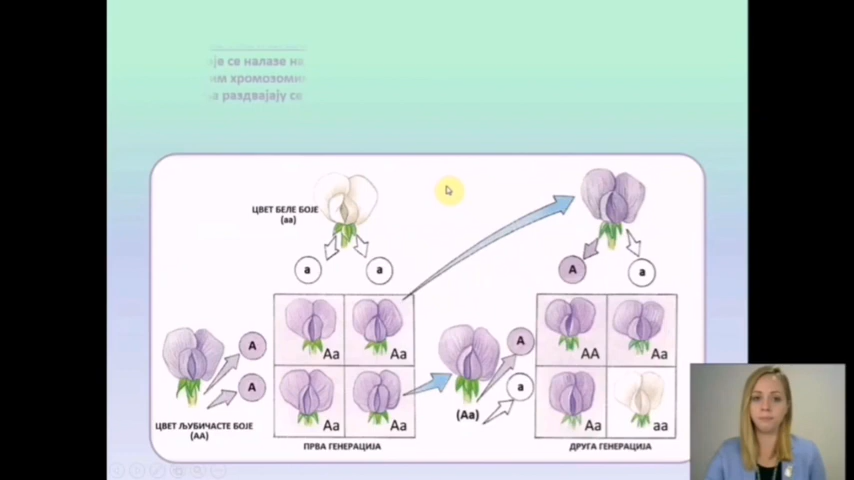 је се налазе на
им хромозоми
а раздвајају се
ЦВЕТ БЕЛЕ БОЈЕ
(аа)
а а
А а
А
А
Аа Аа
Аа Аа
ЦВЕТ ЉУБИЧАСТЕ БОЈЕ
(АА)
ПРВА ГЕНЕРАЦИЈА
А
а
(Аа)
АА Аа
Аа аа
ДРУГА ГЕНЕРАЦИЈА